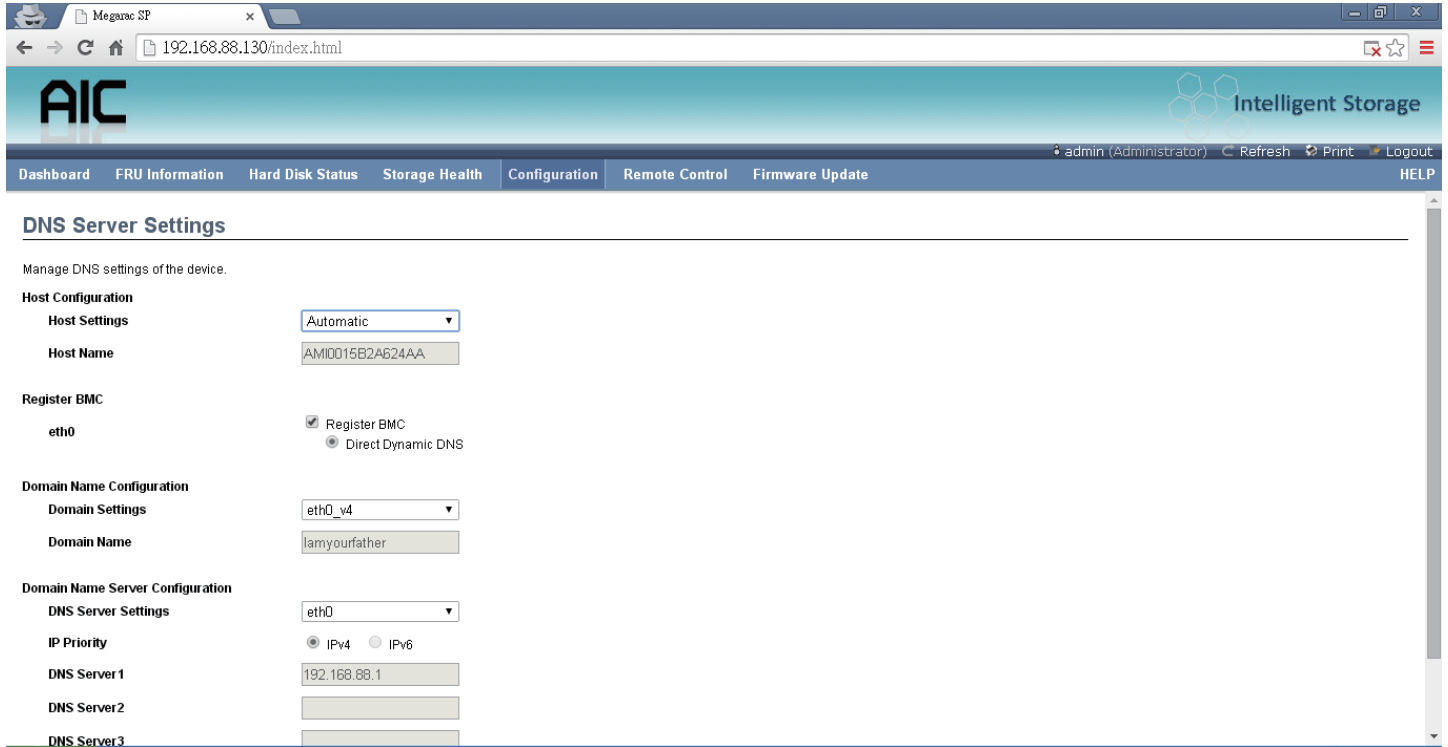 Megarac SP
192.168.88.130/index.html
AIC
Intelligent Storage
admin (Administrator) Refresh Print Logout
Dashboard FRU Information Hard Disk Status Storage Health Configuration Remote Control Firmware Update HELP
DNS Server Settings
Manage DNS settings of the device.
Host Configuration
Host Settings Automatic
Host Name AMI0015B2A624AA
Register BMC
eth0 Register BMC
Direct Dynamic DNS
Domain Name Configuration
Domain Settings eth0_v4
Domain Name Iamyourfather
Domain Name Server Configuration
DNS Server Settings eth0
IP Priority IPv4 IPv6
DNS Server1 192.168.88.1
DNS Server2
DNS Server3